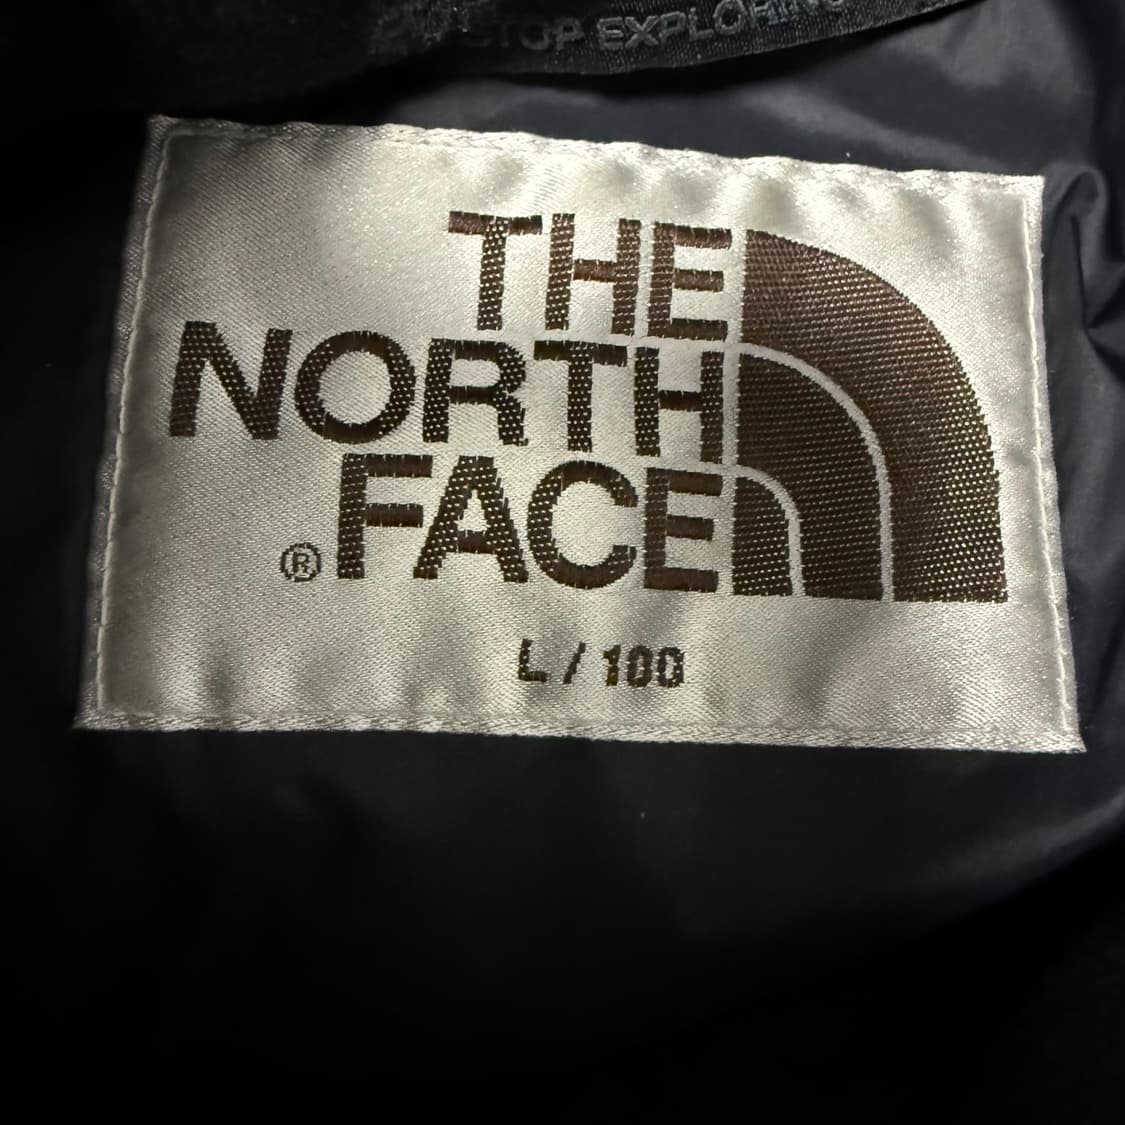 STOP EXPLORING
THE
NORTH
FACE
®
L / 100